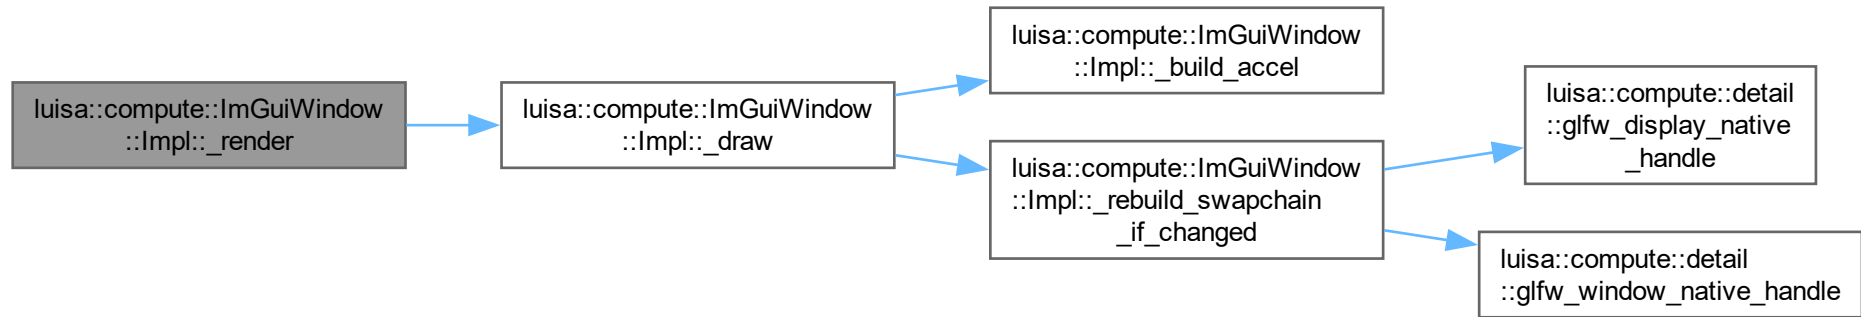 luisa::compute::ImGuiWindow
::Impl::_render
luisa::compute::ImGuiWindow
::Impl::_draw
luisa::compute::ImGuiWindow
::Impl::_build_accel
luisa::compute::ImGuiWindow
::Impl::_rebuild_swapchain
_if_changed
luisa::compute::detail
::glfw_display_native
_handle
luisa::compute::detail
::glfw_window_native_handle